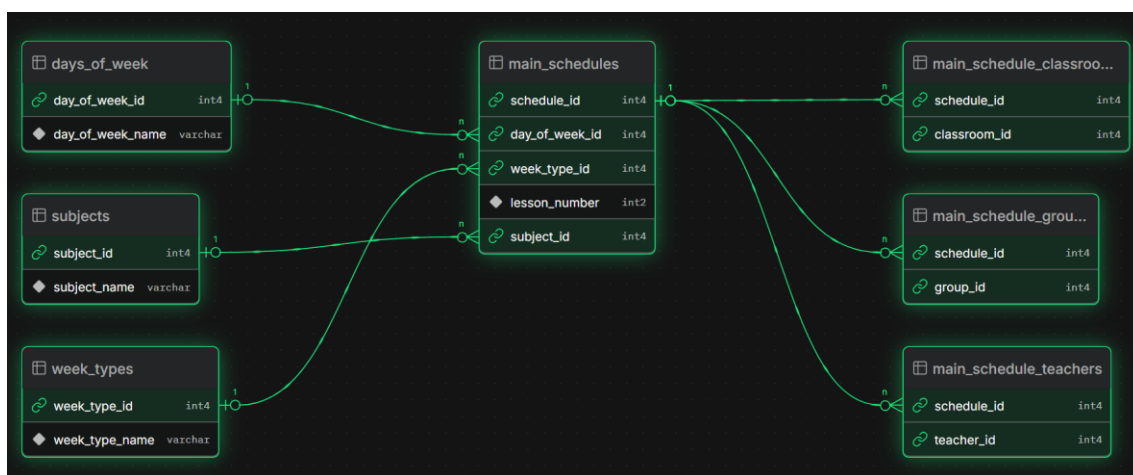 days_of_week
day_of_week_id int4
day_of_week_name varchar
subjects
subject_id int4
subject_name varchar
week_types
week_type_id int4
week_type_name varchar
1
1
1
n
n
n
main_schedules
schedule_id int4
day_of_week_id int4
week_type_id int4
lesson_number int2
subject_id int4
1
n
n
n
main_schedule_classroo...
schedule_id int4
classroom_id int4
main_schedule_grou...
schedule_id int4
group_id int4
main_schedule_teachers
schedule_id int4
teacher_id int4